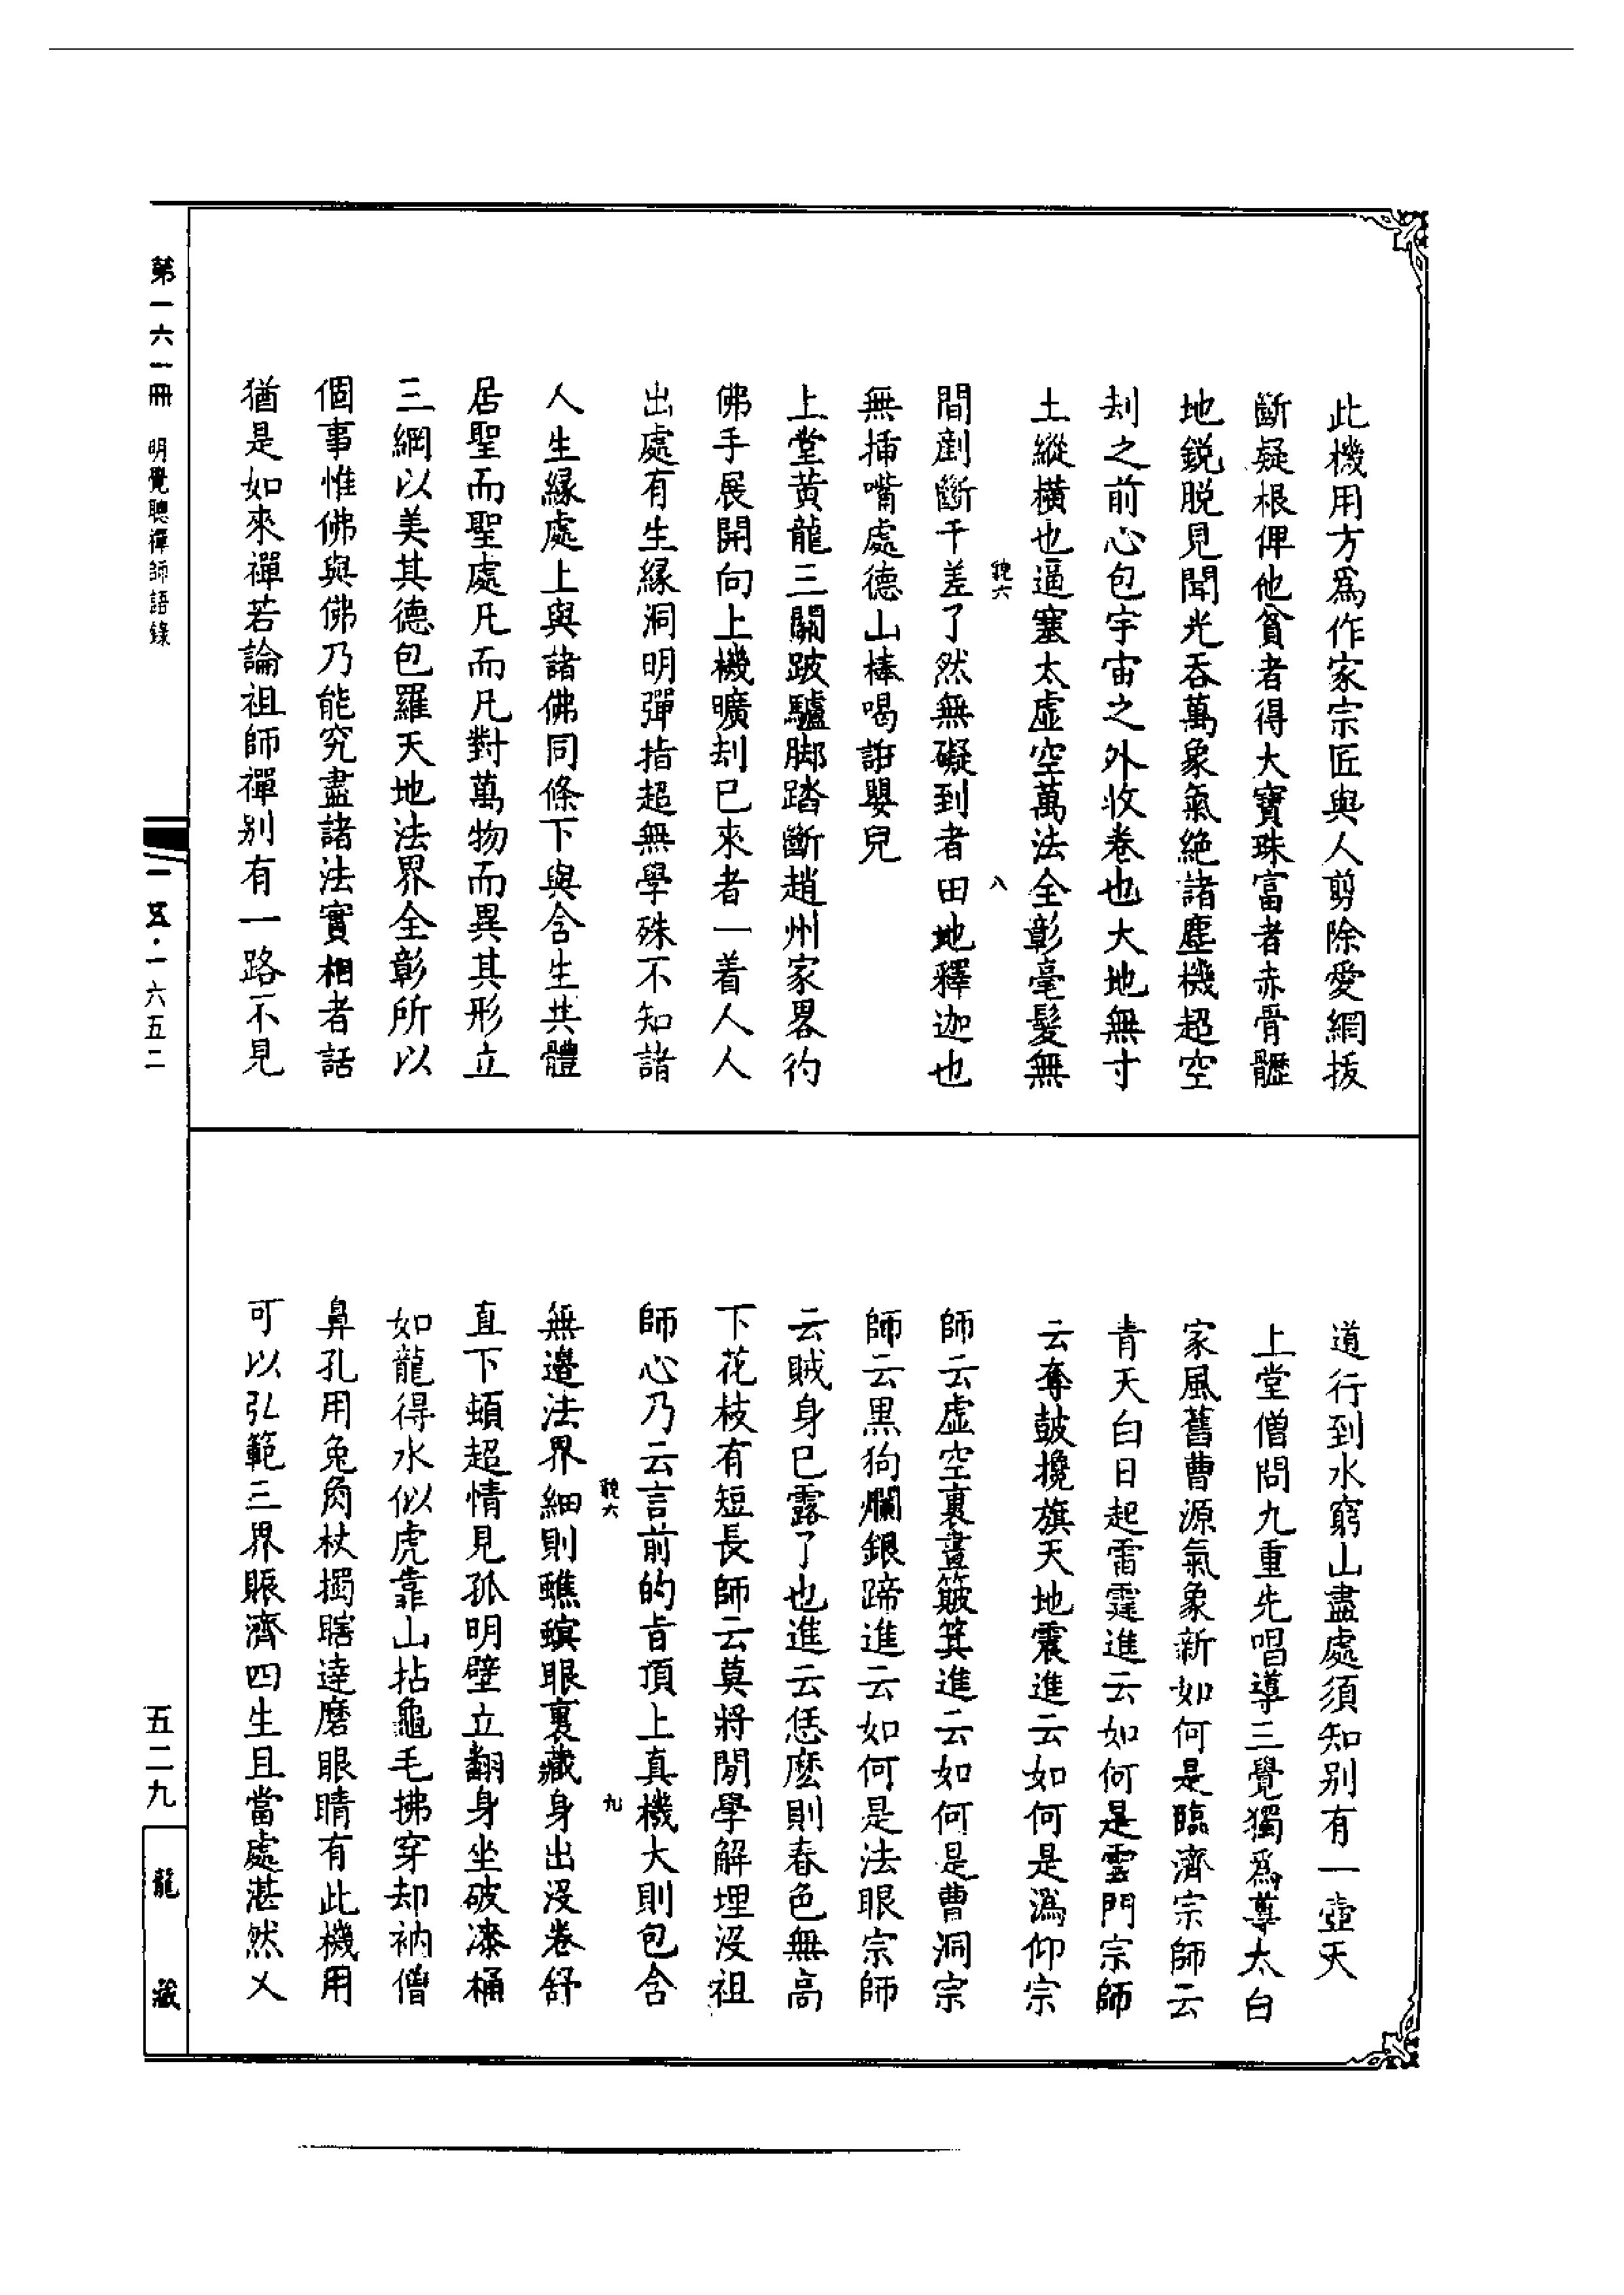 此機用方爲作家宗匠與人剪除愛網拔
斷疑根俾他貧者得大寶珠富者赤骨䯢
地銳脫見聞光吞萬象氣絶諸塵機超空
刦之前心包宇宙之外收卷也大地無寸
土縱橫也逼塞太虛空萬法全彰毫髮無
䫉六
八
間剷斷千差了然無礙到者田地釋迦也
無插嘴處德山棒喝誑嬰兒
上堂黃龍三關跛驢脚踏斷趙州家畧彴
佛手展開向上機曠刦已來者一着人人
出處有生緣洞明彈指超無學殊不知諸
人生緣處上與諸佛同條下與含生共體
居聖而聖處凡而凡對萬物而異其形立
三綱以美其德包羅天地法界全彰所以
個事惟佛與佛乃能究盡諸法實相者話
猶是如來禪若論祖師禪别有一路不見
道行到水窮山盡處須知别有一壺天
上堂僧問九重先唱導三覺獨爲尊太白
家風舊曹源氣象新如何是臨濟宗師云
青天白日起雷霆進云如何是雲門宗師
云奪鼓攙旗天地震進云如何是溈仰宗
師云虛空裏畫簸箕進云如何是曹洞宗
師云黑狗爛銀蹄進云如何是法眼宗師
云賊身已露了也進云恁麽則春色無高
下花枝有短長師云莫將閒學解埋沒祖
師心乃云言前的旨頂上真機大則包含
䫉六
九
無邊法界細則蟭螟眼裏藏身出沒卷舒
直下頓超情見孤明壁立翻身坐破漆桶
如龍得水似虎靠山拈龜毛拂穿却衲僧
鼻孔用兔角杖擉瞎達磨眼睛有此機用
可以弘範三界賑濟四生且當處湛然乂
第一六一冊 明覺聰禪師語錄
一五·一六五二
五二九
龍藏